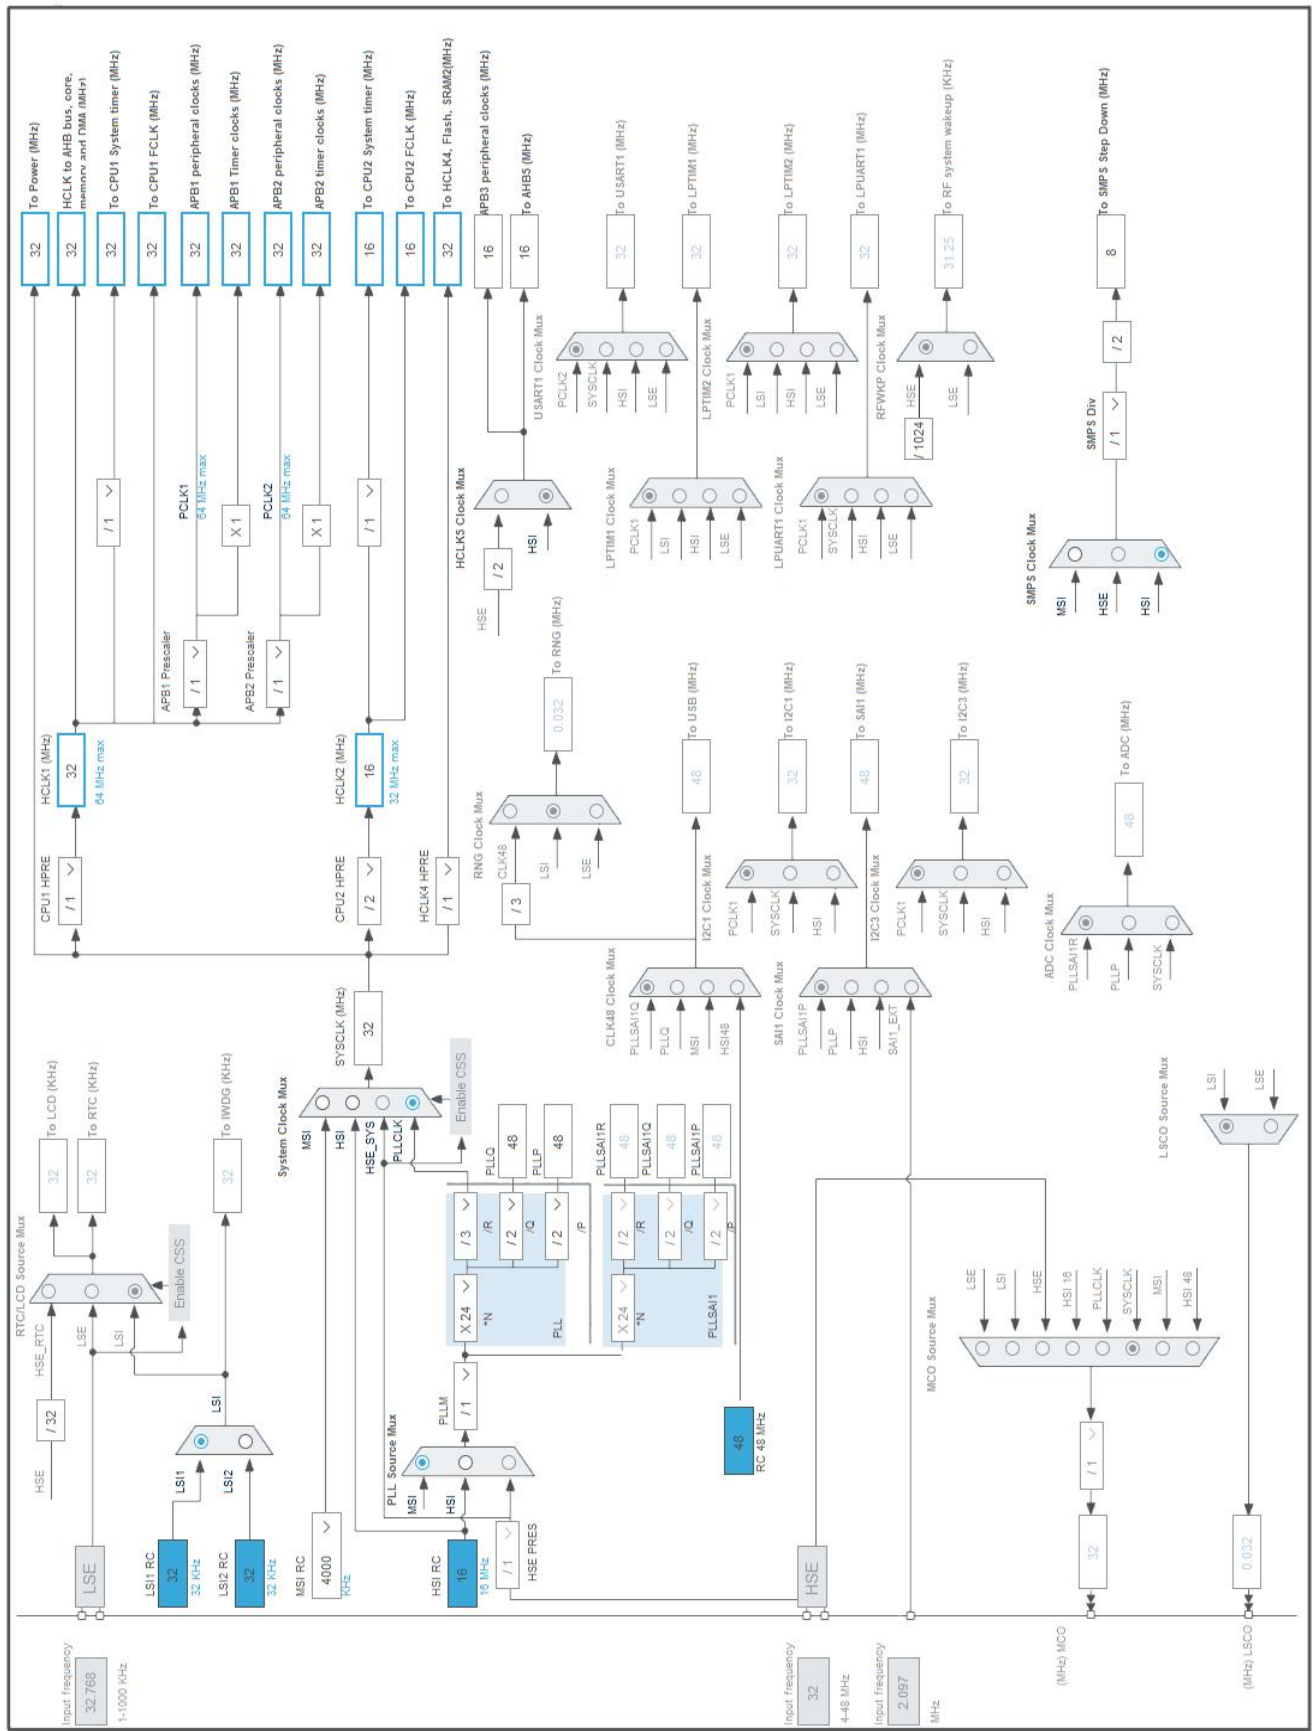 Input frequency
32.768
1-1000 KHz
LSE
HSE
/ 32
HSE_RTC
LSE
LSI
RTC/LCD Source Mux
Enable CSS
32
To LCD (KHz)
32
To RTC (KHz)
LSI1 RC
32
32 KHz
LSI1
LSI2 RC
32
32 KHz
LSI2
LSI
32
To IWDG (KHz)
MSI RC
4000
KHz
HSI RC
16
16 MHz
HSE PRES
/ 1
PLL Source Mux
MSI
HSI
PLLM
/ 1
X 24
*N
PLL
/ 3
/R
/ 2
/Q
/ 2
/P
PLLQ
48
PLLP
48
X 24
*N
PLLSAI1
/ 2
/R
/ 2
/Q
/ 2
/P
PLLSAI1R
48
PLLSAI1Q
48
PLLSAI1P
48
RC 48 MHz
48
System Clock Mux
MSI
HSI
HSE_SYS
PLLCLK
Enable CSS
SYSCLK (MHz)
32
CPU1 HPRE
/ 1
HCLK1 (MHz)
32
64 MHz max
CPU2 HPRE
/ 2
HCLK2 (MHz)
16
32 MHz max
HCLK4 HPRE
/ 1
APB1 Prescaler
/ 1
PCLK1
64 MHz max
X 1
APB2 Prescaler
/ 1
PCLK2
64 MHz max
X 1
/ 1
/ 1
32
To Power (MHz)
32
HCLK to AHB bus, core,
memory and DMA (MHz)
32
To CPU1 System timer (MHz)
32
To CPU1 FCLK (MHz)
32
APB1 peripheral clocks (MHz)
32
APB1 Timer clocks (MHz)
32
APB2 peripheral clocks (MHz)
32
APB2 timer clocks (MHz)
16
To CPU2 System timer (MHz)
16
To CPU2 FCLK (MHz)
32
To HCLK4, Flash, SRAM2(MHz)
16
APB3 peripheral clocks (MHz)
16
To AHB5 (MHz)
HSE
/ 2
HSI
HCLK5 Clock Mux
RNG Clock Mux
/ 3
CLK48
LSI
LSE
0.032
To RNG (MHz)
USART1 Clock Mux
PCLK2
SYSCLK
HSI
LSE
32
To USART1 (MHz)
CLK48 Clock Mux
PLLSAI1Q
PLLQ
MSI
HSI48
48
To USB (MHz)
LPTIM1 Clock Mux
PCLK1
LSI
HSI
LSE
32
To LPTIM1 (MHz)
I2C1 Clock Mux
PCLK1
SYSCLK
HSI
32
To I2C1 (MHz)
LPTIM2 Clock Mux
PCLK1
LSI
HSI
LSE
32
To LPTIM2 (MHz)
Input frequency
32
4-48 MHz
HSE
SAI1 Clock Mux
PLLSAI1P
PLLP
HSI
SAI1_EXT
48
To SAI1 (MHz)
LPUART1 Clock Mux
PCLK1
SYSCLK
HSI
LSE
32
To LPUART1 (MHz)
Input frequency
2.097
MHz
I2C3 Clock Mux
PCLK1
SYSCLK
HSI
32
To I2C3 (MHz)
RFWKP Clock Mux
/ 1024
HSE
LSE
31.25
To RF system wakeup (KHz)
MCO Source Mux
LSE
LSI
HSE
HSI 16
PLLCLK
SYSCLK
MSI
HSI 48
/ 1
32
(MHz) MCO
ADC Clock Mux
PLLSAI1R
PLLP
SYSCLK
48
To ADC (MHz)
SMPS Clock Mux
MSI
HSE
HSI
SMPS Div
/ 1
/ 2
8
To SMPS Step Down (MHz)
LSCO Source Mux
LSI
LSE
0.032
(MHz) LSCO